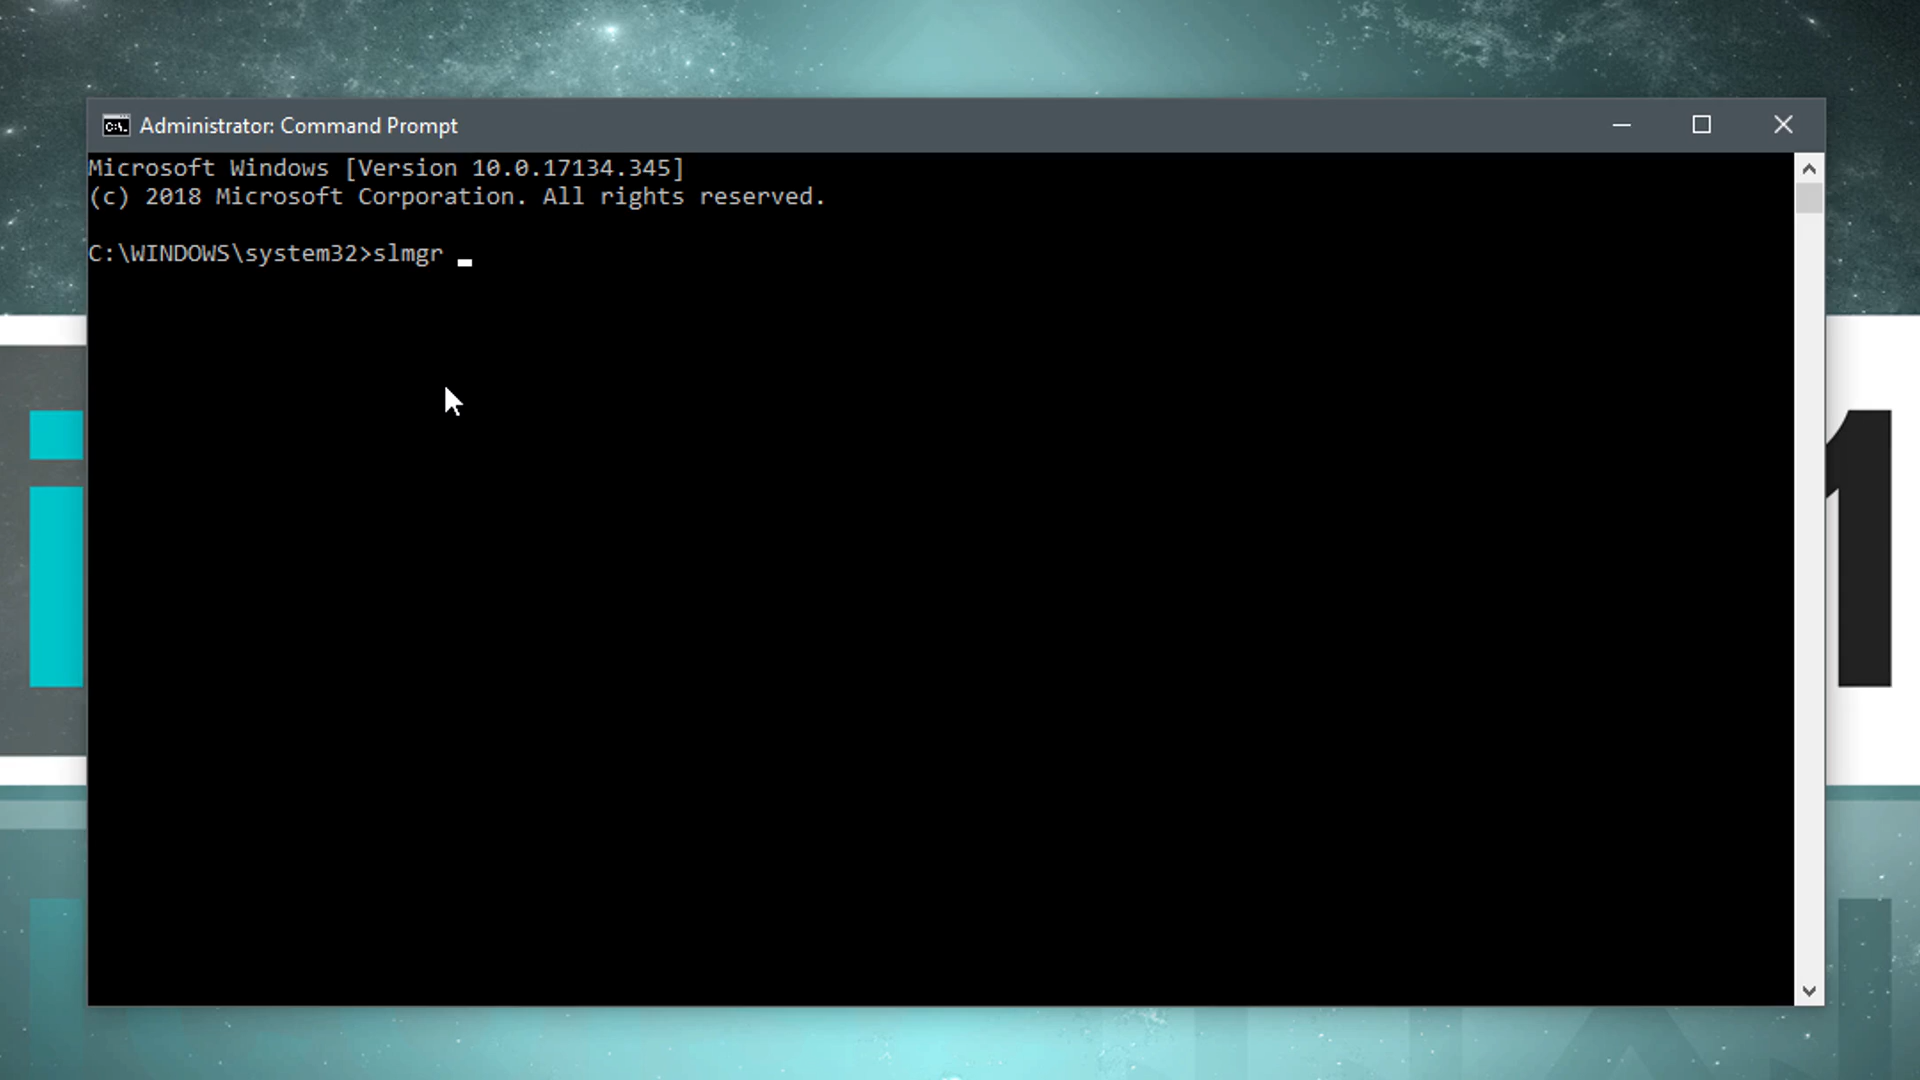 Administrator: Command Prompt
Microsoft Windows [Version 10.0.17134.345]
(c) 2018 Microsoft Corporation. All rights reserved.
C:\WINDOWS\system32>slmgr
i
1